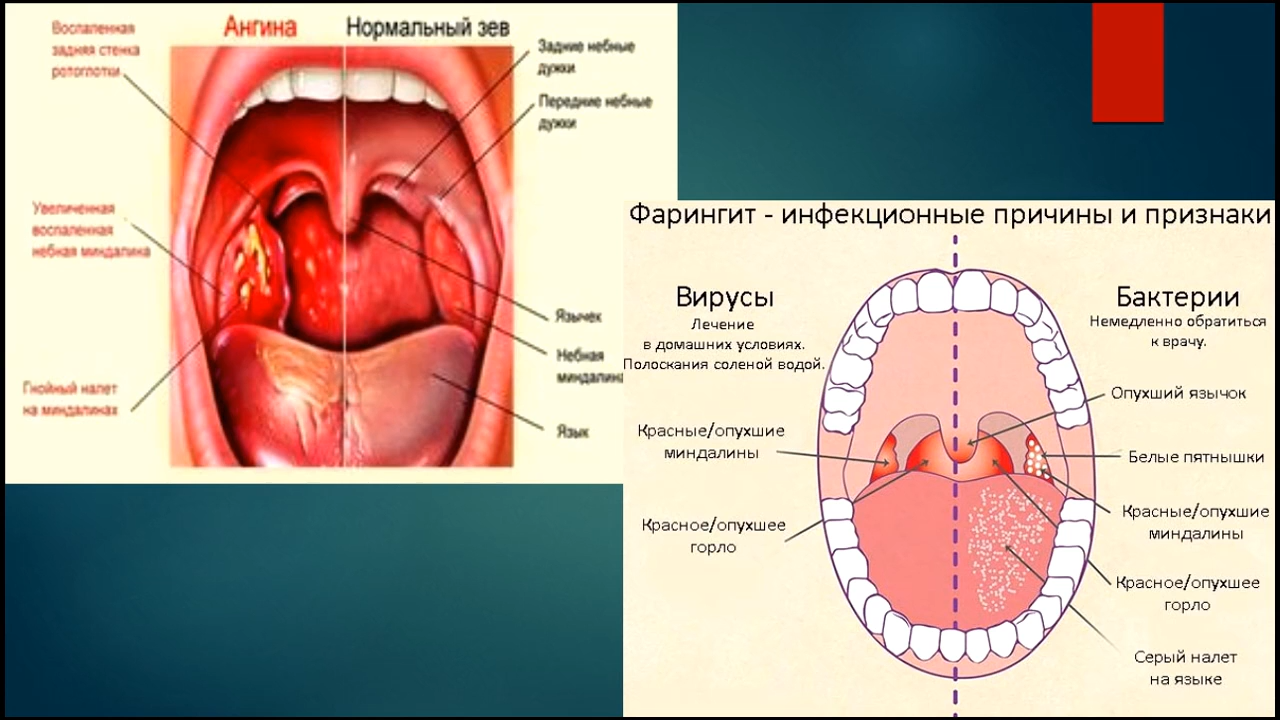 Ангина
Нормальный зев
Воспаленная
задняя стенка
ротоглотки
Увеличенная
воспаленная
небная миндалина
Гнойный налет
на миндалинах
Задние небные
дужки
Передние небные
дужки
Язычек
Небная
миндалина
Язык
Фарингит - инфекционные причины и признаки
Вирусы
Лечение
в домашних условиях.
Полоскания соленой водой.
Красные/опухшие
миндалины
Красное/опухшее
горло
Бактерии
Немедленно обратиться
к врачу.
Опухший язычок
Белые пятнышки
Красные/опухшие
миндалины
Красное/опухшее
горло
Серый налет
на языке